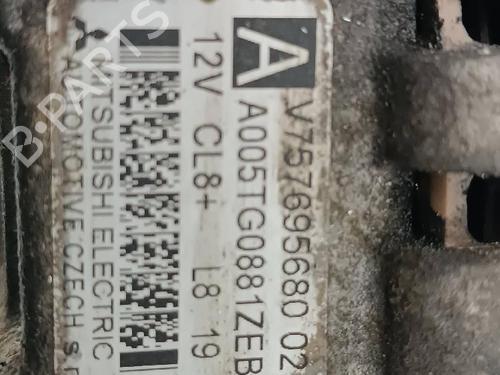 A
V757695680 02
A005TG0881ZEB
12V CL8+ L8 19
MITSUBISHI ELECTRIC
AUTOMOTIVE CZECH
B-PARTS